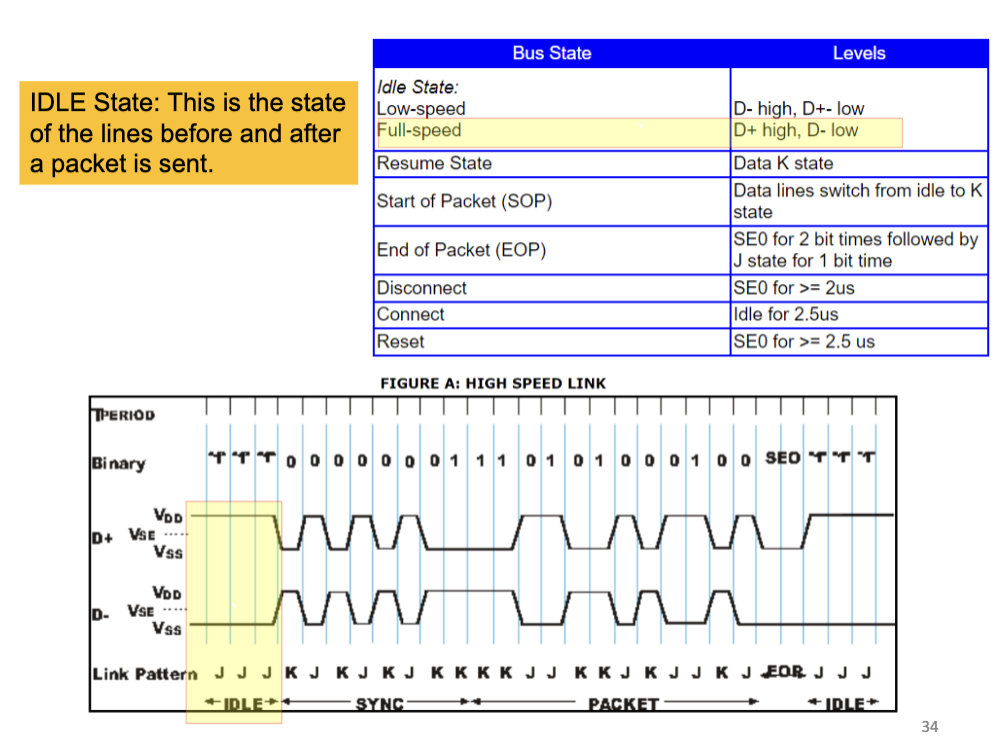 IDLE State: This is the state
of the lines before and after
a packet is sent.
Bus State Levels
Idle State:
Low-speed D- high, D+- low
Full-speed D+ high, D- low
Resume State Data K state
Start of Packet (SOP) Data lines switch from idle to K
state
End of Packet (EOP) SE0 for 2 bit times followed by
J state for 1 bit time
Disconnect SE0 for >= 2us
Connect Idle for 2.5us
Reset SE0 for >= 2.5 us
FIGURE A: HIGH SPEED LINK
TPERIOD
Binary "1" "1" "1" 0 0 0 0 0 0 0 1 1 1 0 1 0 1 0 0 0 1 0 0 SEO "1" "1" "1"
VDD
D+ VSE
VSS
VDD
D- VSE
VSS
Link Pattern J J J K J K J K J K K K K J J K K J K J J K J EOP J J J
IDLE SYNC PACKET IDLE
34